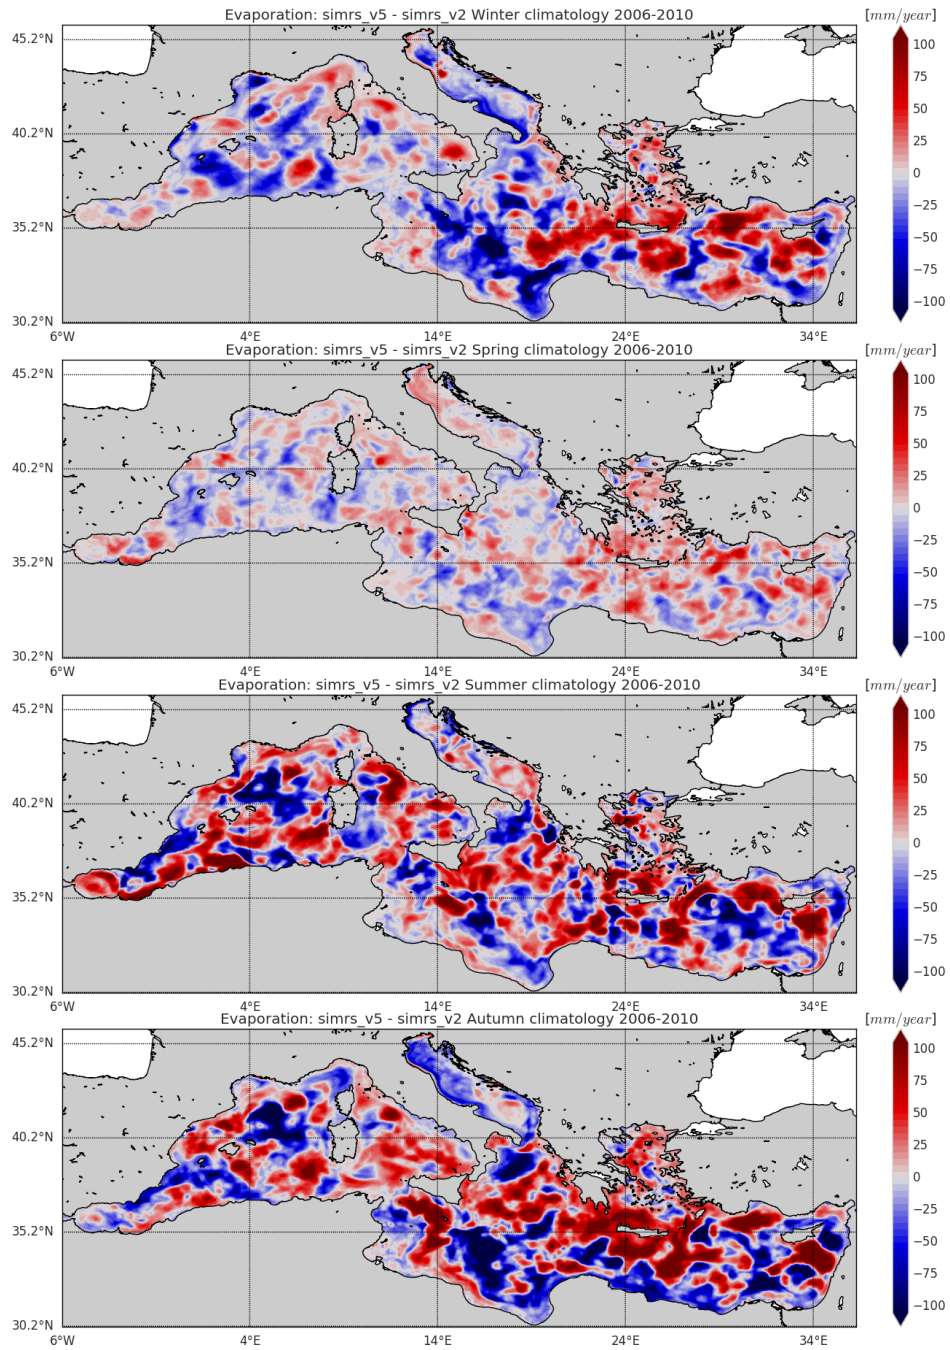 Evaporation: simrs_v5 - simrs_v2 Winter climatology 2006-2010
[mm/year]
45.2°N
40.2°N
35.2°N
30.2°N
6°W 4°E 14°E 24°E 34°E
100
75
50
25
0
−25
−50
−75
−100
Evaporation: simrs_v5 - simrs_v2 Spring climatology 2006-2010
[mm/year]
45.2°N
40.2°N
35.2°N
30.2°N
6°W 4°E 14°E 24°E 34°E
100
75
50
25
0
−25
−50
−75
−100
Evaporation: simrs_v5 - simrs_v2 Summer climatology 2006-2010
[mm/year]
45.2°N
40.2°N
35.2°N
30.2°N
6°W 4°E 14°E 24°E 34°E
100
75
50
25
0
−25
−50
−75
−100
Evaporation: simrs_v5 - simrs_v2 Autumn climatology 2006-2010
[mm/year]
45.2°N
40.2°N
35.2°N
30.2°N
6°W 4°E 14°E 24°E 34°E
100
75
50
25
0
−25
−50
−75
−100